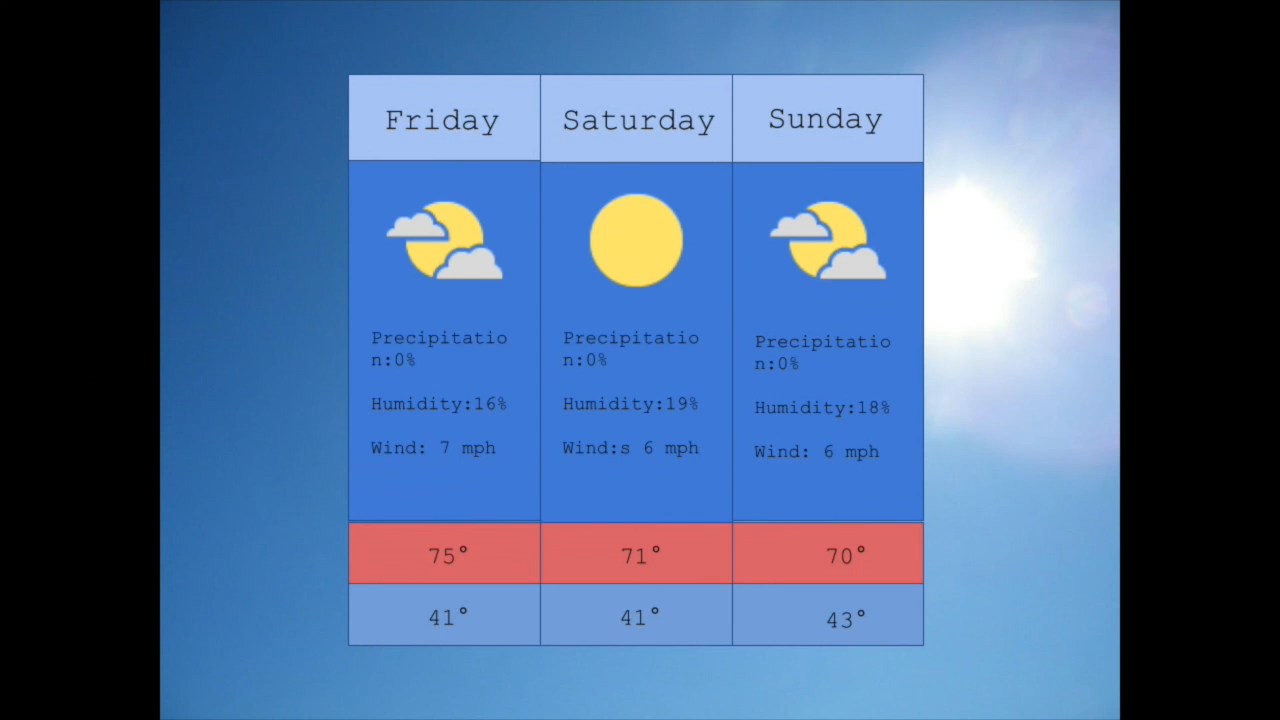 Friday
Saturday
Sunday
Precipitatio
n:0%
Humidity:16%
Wind: 7 mph
Precipitatio
n:0%
Humidity:19%
Wind:s 6 mph
Precipitatio
n:0%
Humidity:18%
Wind: 6 mph
75°
71°
70°
41°
41°
43°